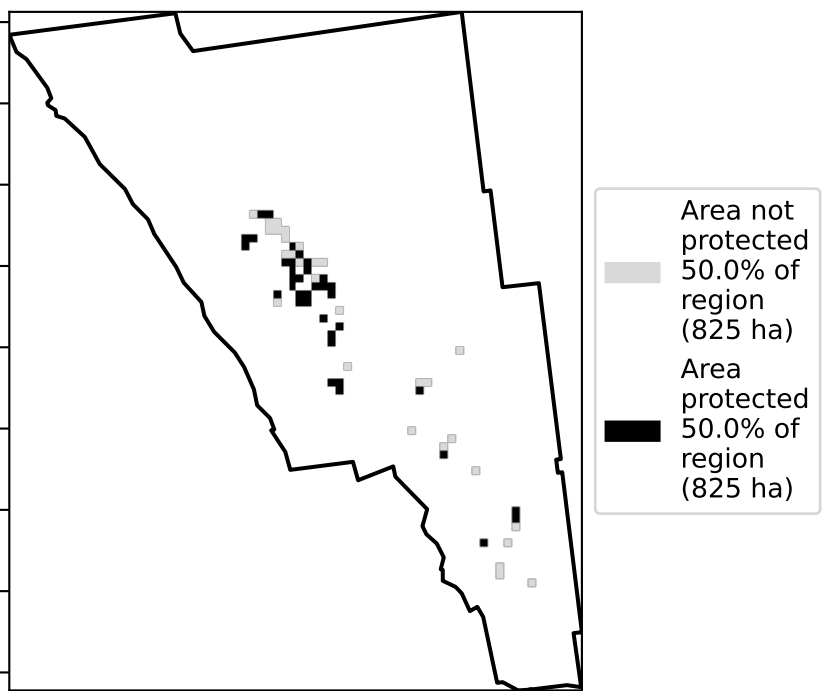 Area not
protected
50.0% of
region
(825 ha)
Area
protected
50.0% of
region
(825 ha)